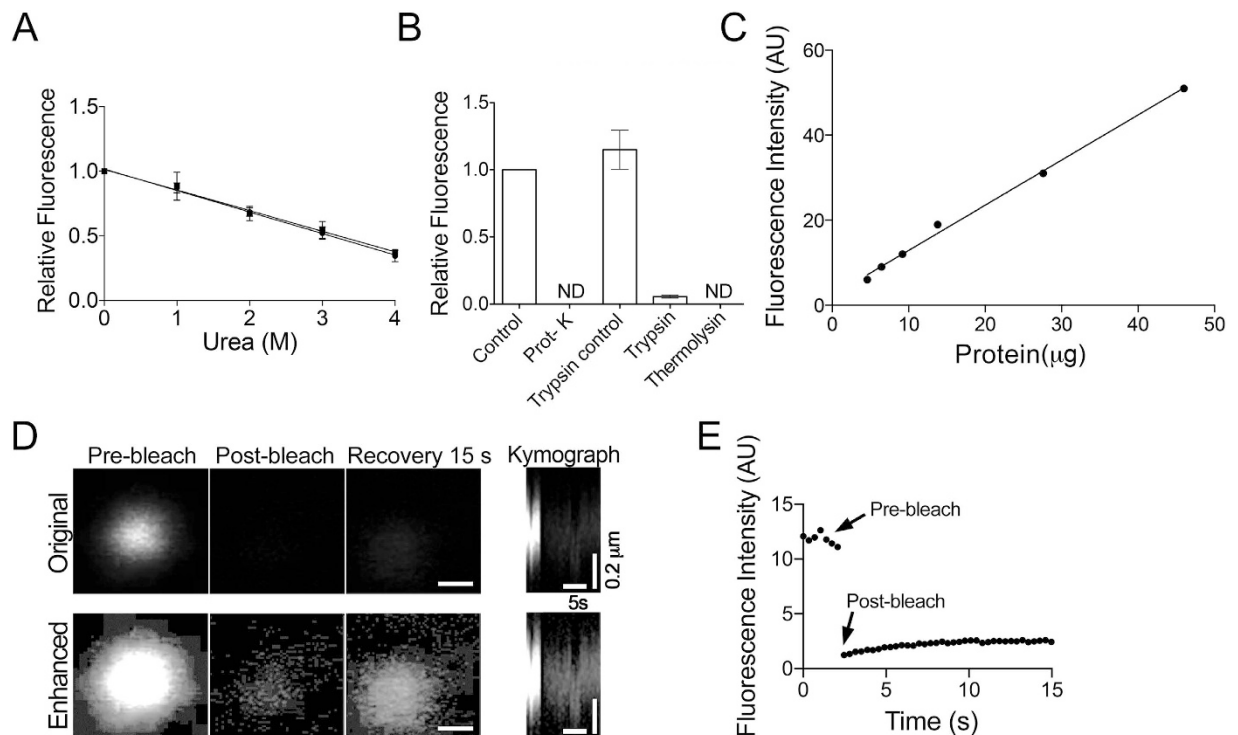 A
Relative Fluorescence
1.5
1.0
0.5
0.0
0 1 2 3 4
Urea (M)
B
Relative Fluorescence
1.5
1.0
0.5
0.0
ND
ND
Control
Prot- K
Trypsin control
Trypsin
Thermolysin
C
Fluorescence Intensity (AU)
60
40
20
0
0 10 20 30 40 50
Protein(μg)
D
Pre-bleach Post-bleach Recovery 15 s Kymograph
Original
0.2 μm
5s
Enhanced
E
Fluorescence Intensity (AU)
15
10
5
0
Pre-bleach
Post-bleach
0 5 10 15
Time (s)